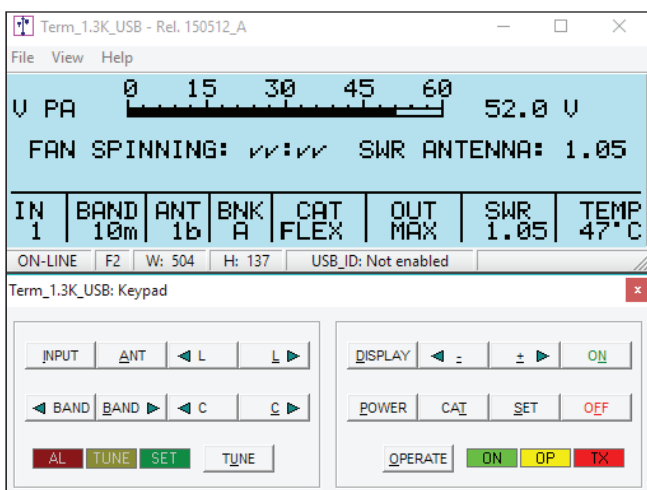 Term_1.3K_USB - Rel. 150512_A
File View Help
0 15 30 45 60
V PA 52.0 V
FAN SPINNING: SWR ANTENNA: 1.05
IN BAND ANT BNK CAT OUT SWR TEMP
1 10m 1b A FLEX MAX 1.05 47°C
ON-LINE F2 W: 504 H: 137 USB_ID: Not enabled
Term_1.3K_USB: Keypad
INPUT ANT ◀ L L ▶ DISPLAY ◀ - + ▶ ON
◀ BAND BAND ▶ ◀ C C ▶ POWER CAT SET OFF
AL TUNE SET TUNE OPERATE ON OP TX